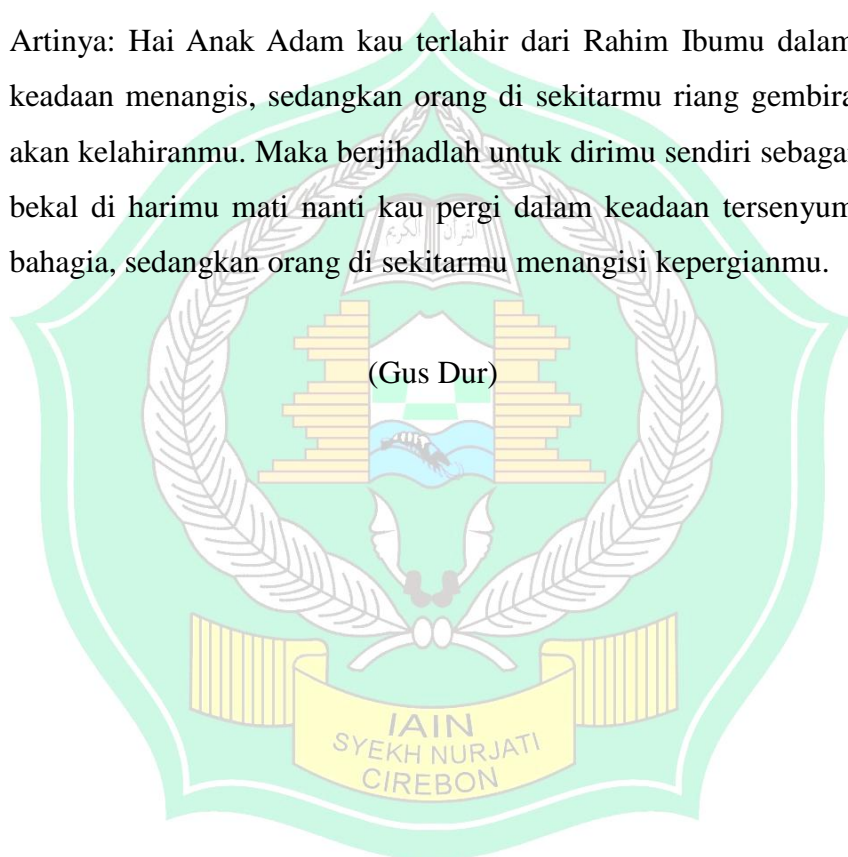 Artinya: Hai Anak Adam kau terlahir dari Rahim Ibumu dalam
keadaan menangis, sedangkan orang di sekitarmu riang gembira
akan kelahiranmu. Maka berjihadlah untuk dirimu sendiri sebagai
bekal di harimu mati nanti kau pergi dalam keadaan tersenyum
bahagia, sedangkan orang di sekitarmu menangisi kepergianmu.
القرآن الكريم
(Gus Dur)
IAIN
SYEKH NURJATI
CIREBON